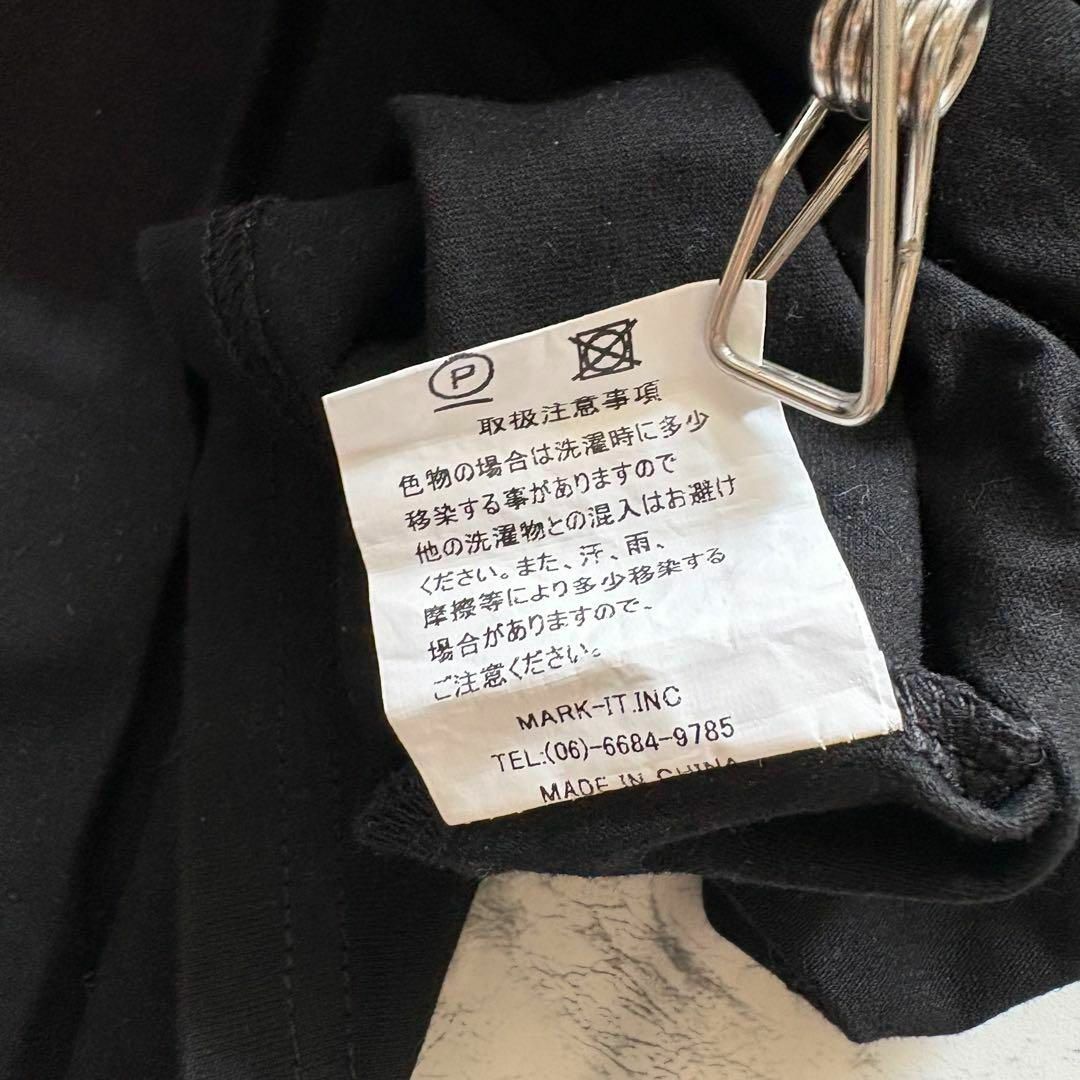 P
取扱注意事項
色物の場合は洗濯時に多少
移染する事がありますので
他の洗濯物との混入はお避け
ください。また、汗、雨、
摩擦等により多少移染する
場合がありますので、
ご注意ください。
MARK-IT.INC
TEL:(06)-6684-9785
MADE IN CHINA